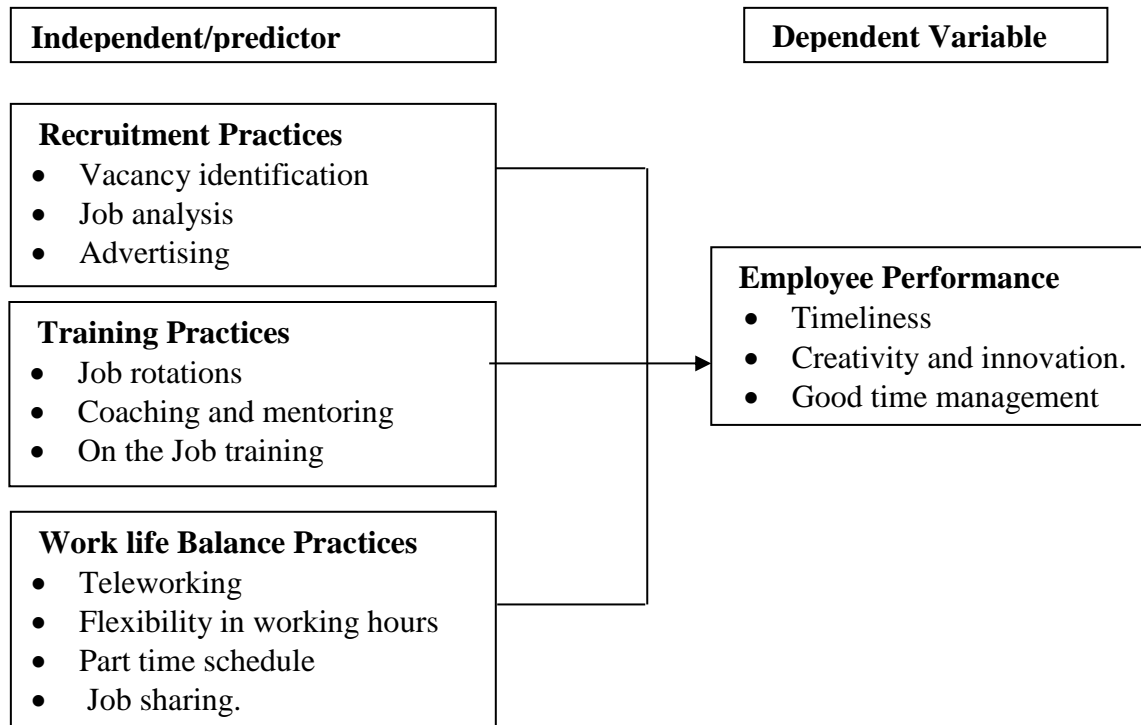 Independent/predictor
Dependent Variable
Recruitment Practices
• Vacancy identification
• Job analysis
• Advertising
Training Practices
• Job rotations
• Coaching and mentoring
• On the Job training
Work life Balance Practices
• Teleworking
• Flexibility in working hours
• Part time schedule
• Job sharing.
Employee Performance
• Timeliness
• Creativity and innovation.
• Good time management